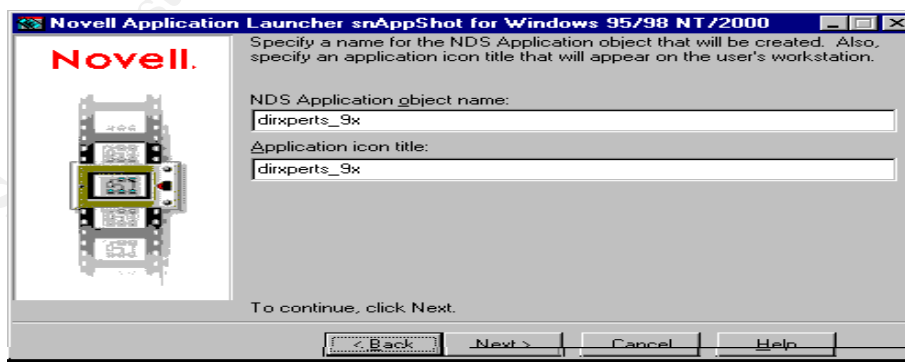 Novell Application Launcher snAppShot for Windows 95/98 NT/2000
Novell.
Specify a name for the NDS Application object that will be created. Also,
specify an application icon title that will appear on the user's workstation.
NDS Application object name:
dirxperts_9x
Application icon title:
dirxperts_9x
To continue, click Next.
< Back Next > Cancel Help